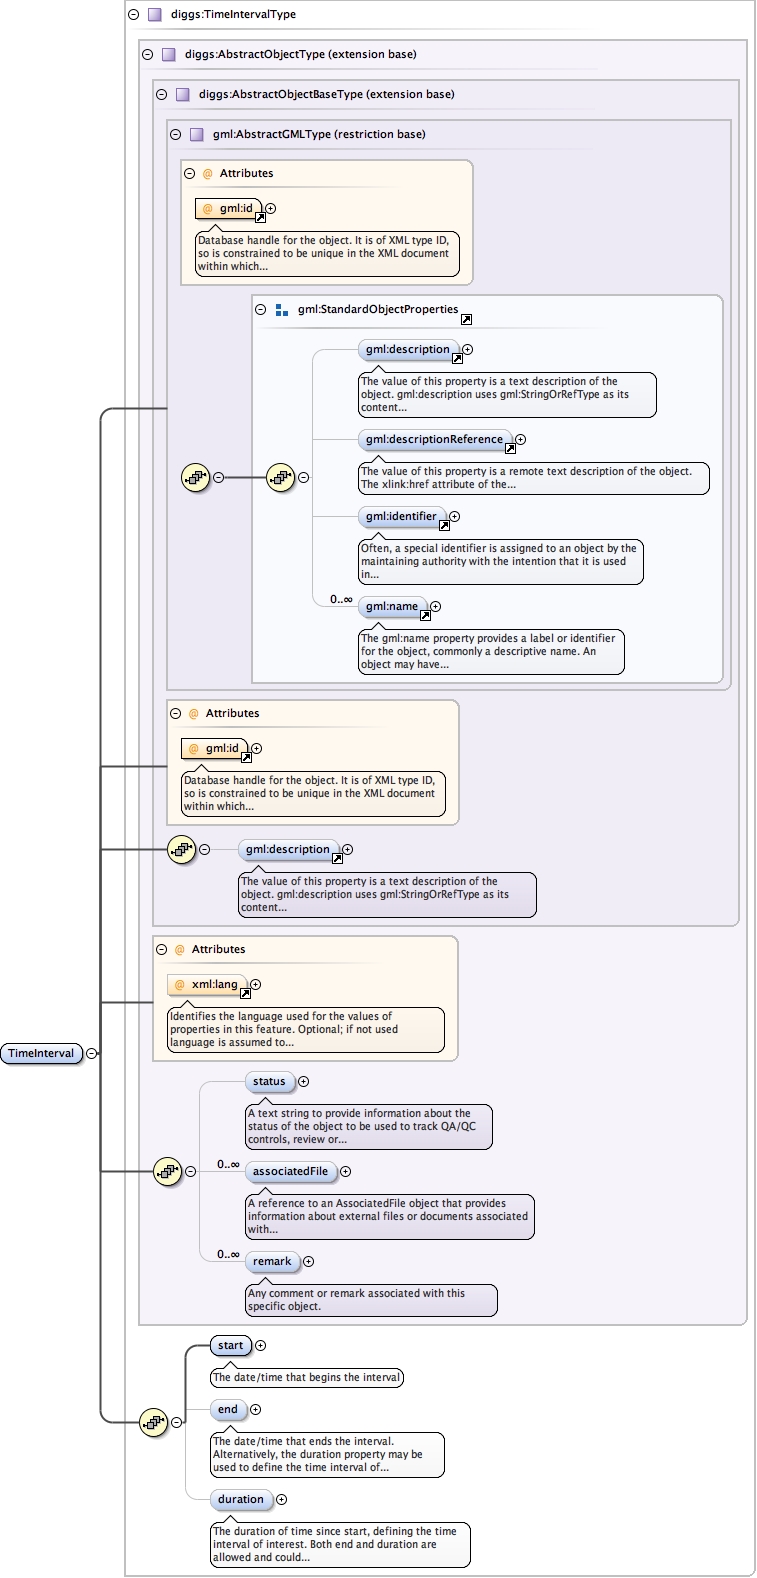 diggs:TimeIntervalType
diggs:AbstractObjectType (extension base)
diggs:AbstractObjectBaseType (extension base)
gml:AbstractGMLType (restriction base)
@ Attributes
@ gml:id
Database handle for the object. It is of XML type ID,
so is constrained to be unique in the XML document
within which...
gml:StandardObjectProperties
gml:description
The value of this property is a text description of the
object. gml:description uses gml:StringOrRefType as its
content...
gml:descriptionReference
The value of this property is a remote text description of the object.
The xlink:href attribute of the...
gml:identifier
Often, a special identifier is assigned to an object by the
maintaining authority with the intention that it is used
in...
0..∞
gml:name
The gml:name property provides a label or identifier
for the object, commonly a descriptive name. An
object may have...
@ Attributes
@ gml:id
Database handle for the object. It is of XML type ID,
so is constrained to be unique in the XML document
within which...
gml:description
The value of this property is a text description of the
object. gml:description uses gml:StringOrRefType as its
content...
@ Attributes
@ xml:lang
Identifies the language used for the values of
properties in this feature. Optional; if not used
language is assumed to...
TimeInterval
status
A text string to provide information about the
status of the object to be used to track QA/QC
controls, review or...
0..∞
associatedFile
A reference to an AssociatedFile object that provides
information about external files or documents associated
with...
0..∞
remark
Any comment or remark associated with this
specific object.
start
The date/time that begins the interval
end
The date/time that ends the interval.
Alternatively, the duration property may be
used to define the time interval of...
duration
The duration of time since start, defining the time
interval of interest. Both end and duration are
allowed and could...